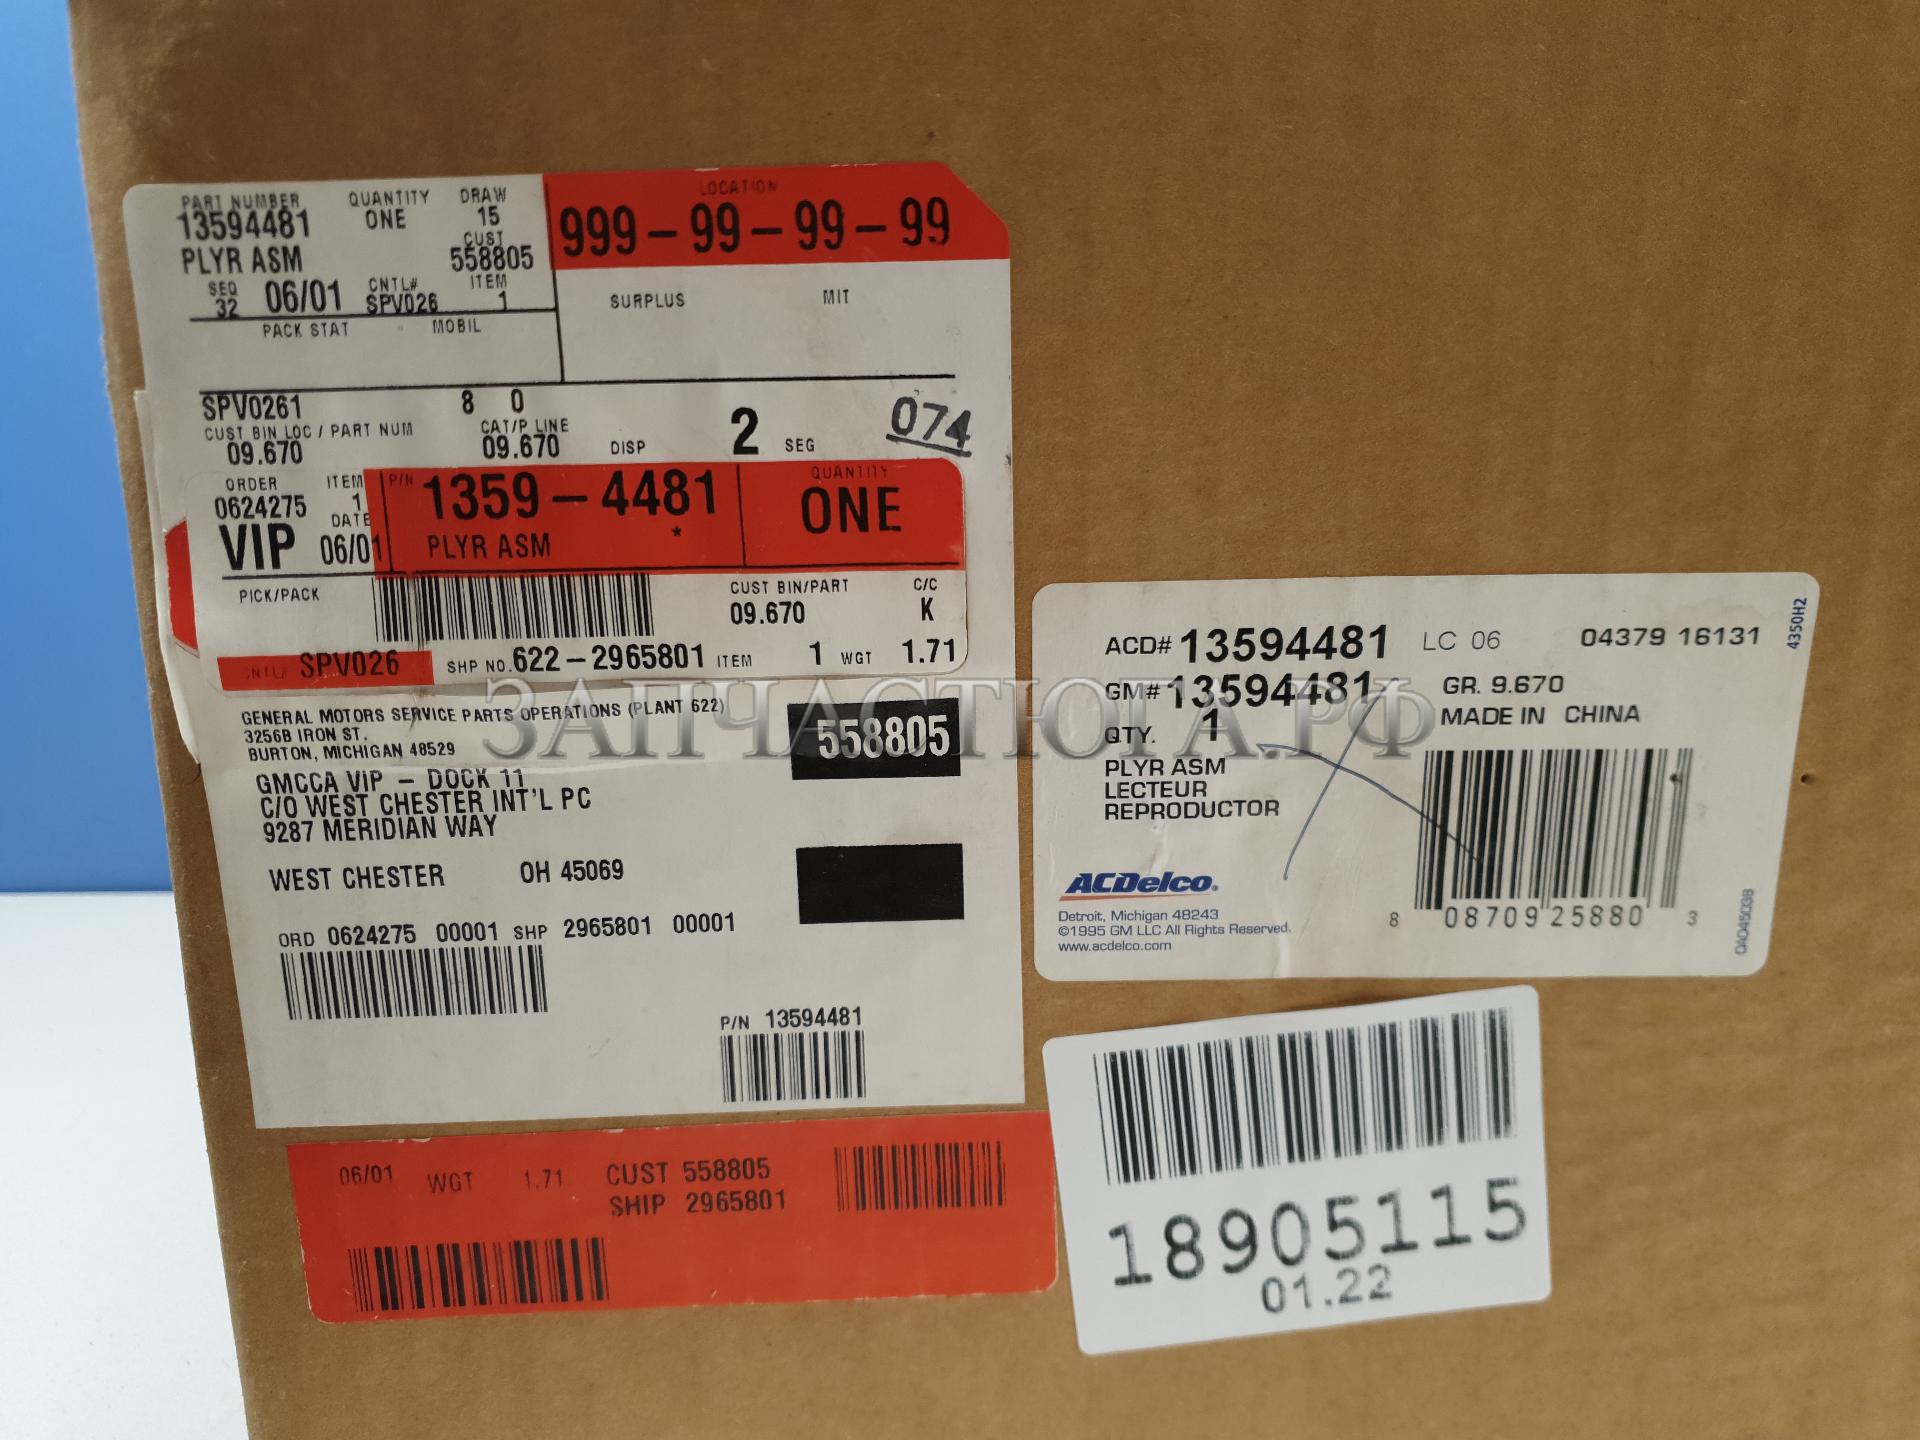 PART NUMBER QUANTITY DRAW
13594481 ONE 15
PLYR ASM CUST
558805
SEQ 06/01 CNTL# ITEM
32 SPV026 1
PACK STAT MOBIL
LOCATION
999-99-99-99
SURPLUS MIT
SPV0261 8 0
CUST BIN LOC / PART NUM CAT/P LINE
09.670 09.670 DISP 2 SEG
074
ORDER ITEM
0624275 1
DATE
VIP 06/01
P/N 1359-4481
PLYR ASM *
QUANTITY
ONE
PICK/PACK CUST BIN/PART C/C
09.670 K
CNTL# SPV026 SHP NO. 622-2965801 ITEM 1 WGT 1.71
GENERAL MOTORS SERVICE PARTS OPERATIONS (PLANT 622)
3256B IRON ST.
BURTON, MICHIGAN 48529
558805
GMCCA VIP - DOCK 11
C/O WEST CHESTER INT'L PC
9287 MERIDIAN WAY
WEST CHESTER OH 45069
ORD 0624275 00001 SHP 2965801 00001
P/N 13594481
06/01 WGT 1.71 CUST 558805
SHIP 2965801
ACD# 13594481 LC 06 04379 16131
GM# 13594481 GR. 9.670
QTY. 1 MADE IN CHINA
PLYR ASM
LECTEUR
REPRODUCTOR
ACDelco.
Detroit, Michigan 48243
©1995 GM LLC All Rights Reserved.
www.acdelco.com
8 08709 25880 3
4350H2
0A04503B
18905115
01.22
ЗАПЧАСТЮГА.РФ